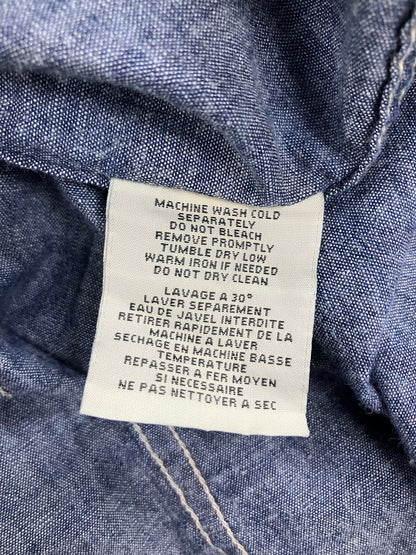 MACHINE WASH COLD
SEPARATELY
DO NOT BLEACH
REMOVE PROMPTLY
TUMBLE DRY LOW
WARM IRON IF NEEDED
DO NOT DRY CLEAN
LAVAGE A 30°
LAVER SEPAREMENT
EAU DE JAVEL INTERDITE
RETIRER RAPIDEMENT DE LA
MACHINE A LAVER
SECHAGE EN MACHINE BASSE
TEMPERATURE
REPASSER A FER MOYEN
SI NECESSAIRE
NE PAS NETTOYER A SEC